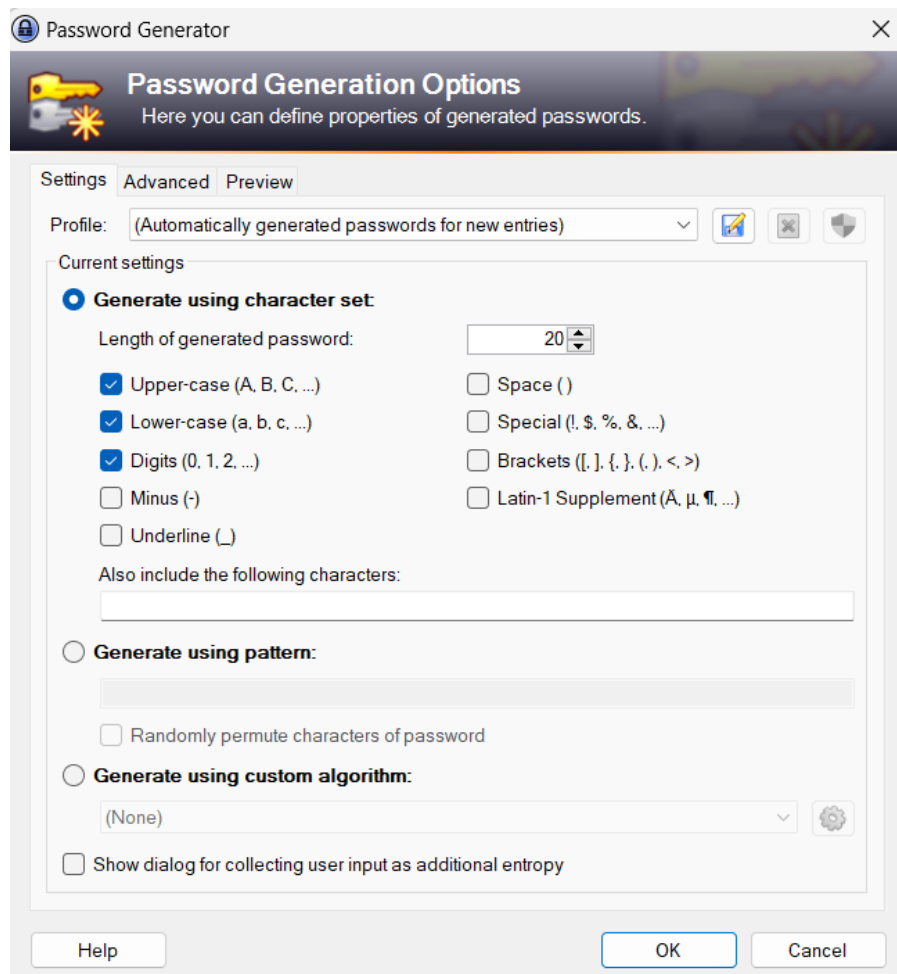 Password Generator
Password Generation Options
Here you can define properties of generated passwords.
Settings Advanced Preview
Profile: (Automatically generated passwords for new entries)
Current settings
Generate using character set:
Length of generated password: 20
Upper-case (A, B, C, ...) Space ( )
Lower-case (a, b, c, ...) Special (!, $, %, &, ...)
Digits (0, 1, 2, ...) Brackets ([, ], {, }, (, ), <, >)
Minus (-) Latin-1 Supplement (Ä, µ, ¶, ...)
Underline (_)
Also include the following characters:
Generate using pattern:
Randomly permute characters of password
Generate using custom algorithm:
(None)
Show dialog for collecting user input as additional entropy
Help OK Cancel